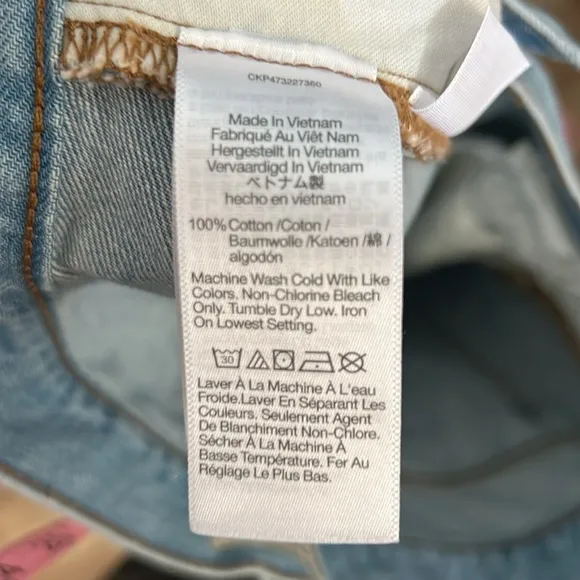 CKP473227360
Made In Vietnam
Fabriqué Au Viêt Nam
Hergestellt In Vietnam
Vervaardigd In Vietnam
ベトナム製
hecho en vietnam
100% Cotton /Coton /
Baumwolle /Katoen /綿 /
algodón
Machine Wash Cold With Like
Colors. Non-Chlorine Bleach
Only. Tumble Dry Low. Iron
On Lowest Setting.
30
Laver À La Machine À L'eau
Froide.Laver En Séparant Les
Couleurs. Seulement Agent
De Blanchiment Non-Chlore.
Sécher À La Machine À
Basse Température. Fer Au
Réglage Le Plus Bas.